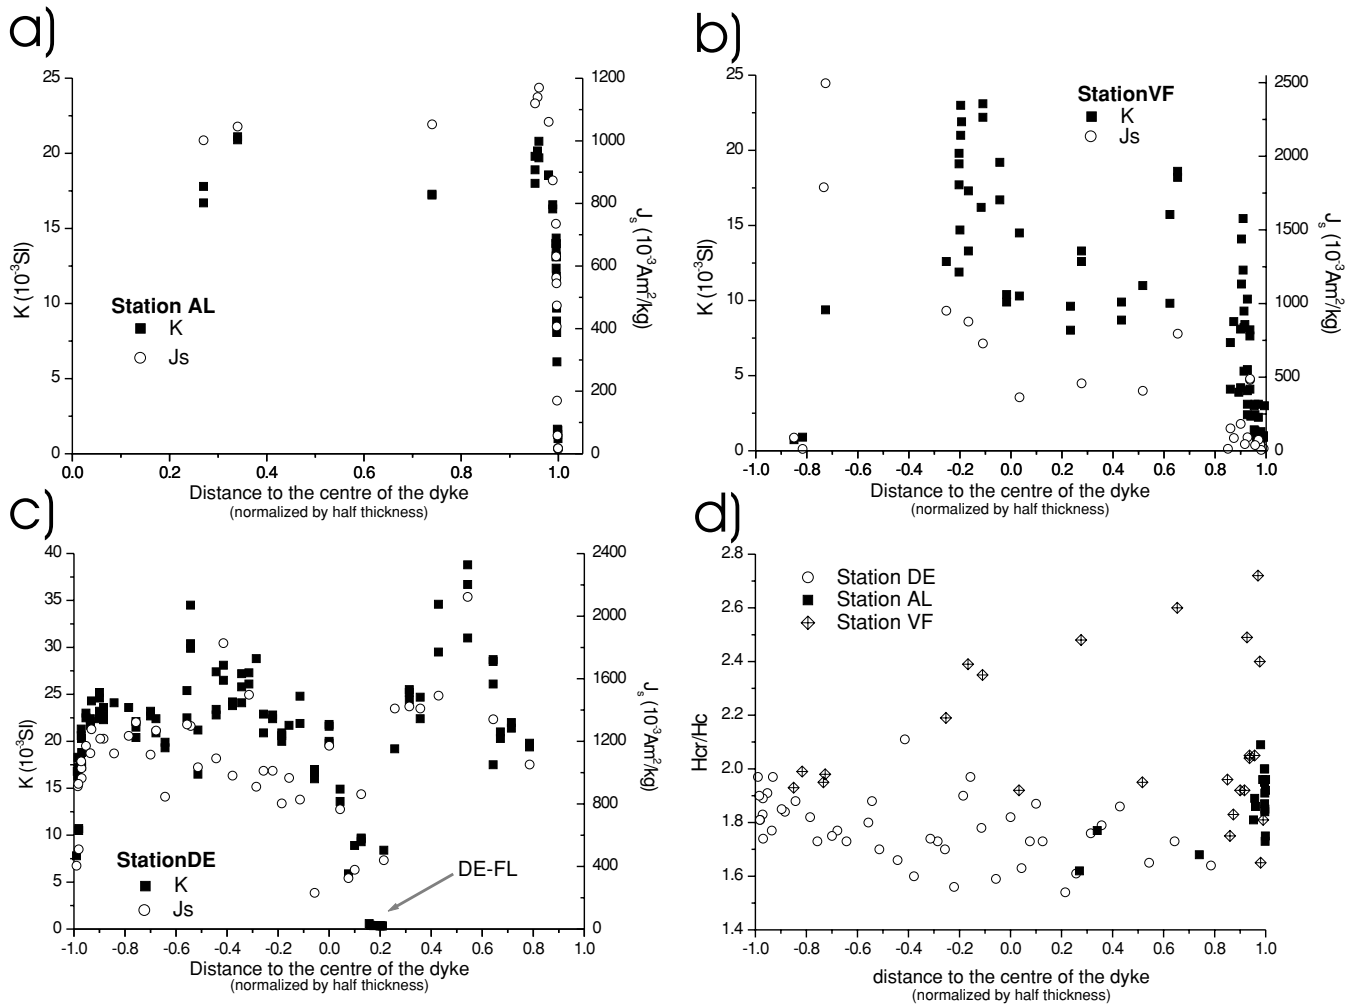 a)
25
20
15
10
5
0
K (10-3SI)
1200
1000
800
600
400
200
0
Js (10-3Am2/kg)
Station AL
K
Js
0.0 0.2 0.4 0.6 0.8 1.0
Distance to the centre of the dyke
(normalized by half thickness)
b)
25
20
15
10
5
0
K (10-3SI)
2500
2000
1500
1000
500
0
Js (10-3Am2/kg)
StationVF
K
Js
-1.0 -0.8 -0.6 -0.4 -0.2 0.0 0.2 0.4 0.6 0.8 1.0
Distance to the centre of the dyke
(normalized by half thickness)
c)
40
35
30
25
20
15
10
5
0
K (10-3SI)
2400
2000
1600
1200
800
400
0
Js (10-3Am2/kg)
StationDE
K
Js
DE-FL
-1.0 -0.8 -0.6 -0.4 -0.2 0.0 0.2 0.4 0.6 0.8 1.0
Distance to the centre of the dyke
(normalized by half thickness)
d)
2.8
2.6
2.4
2.2
2.0
1.8
1.6
1.4
Hcr/Hc
Station DE
Station AL
Station VF
-1.0 -0.8 -0.6 -0.4 -0.2 0.0 0.2 0.4 0.6 0.8 1.0
distance to the centre of the dyke
(normalized by half thickness)